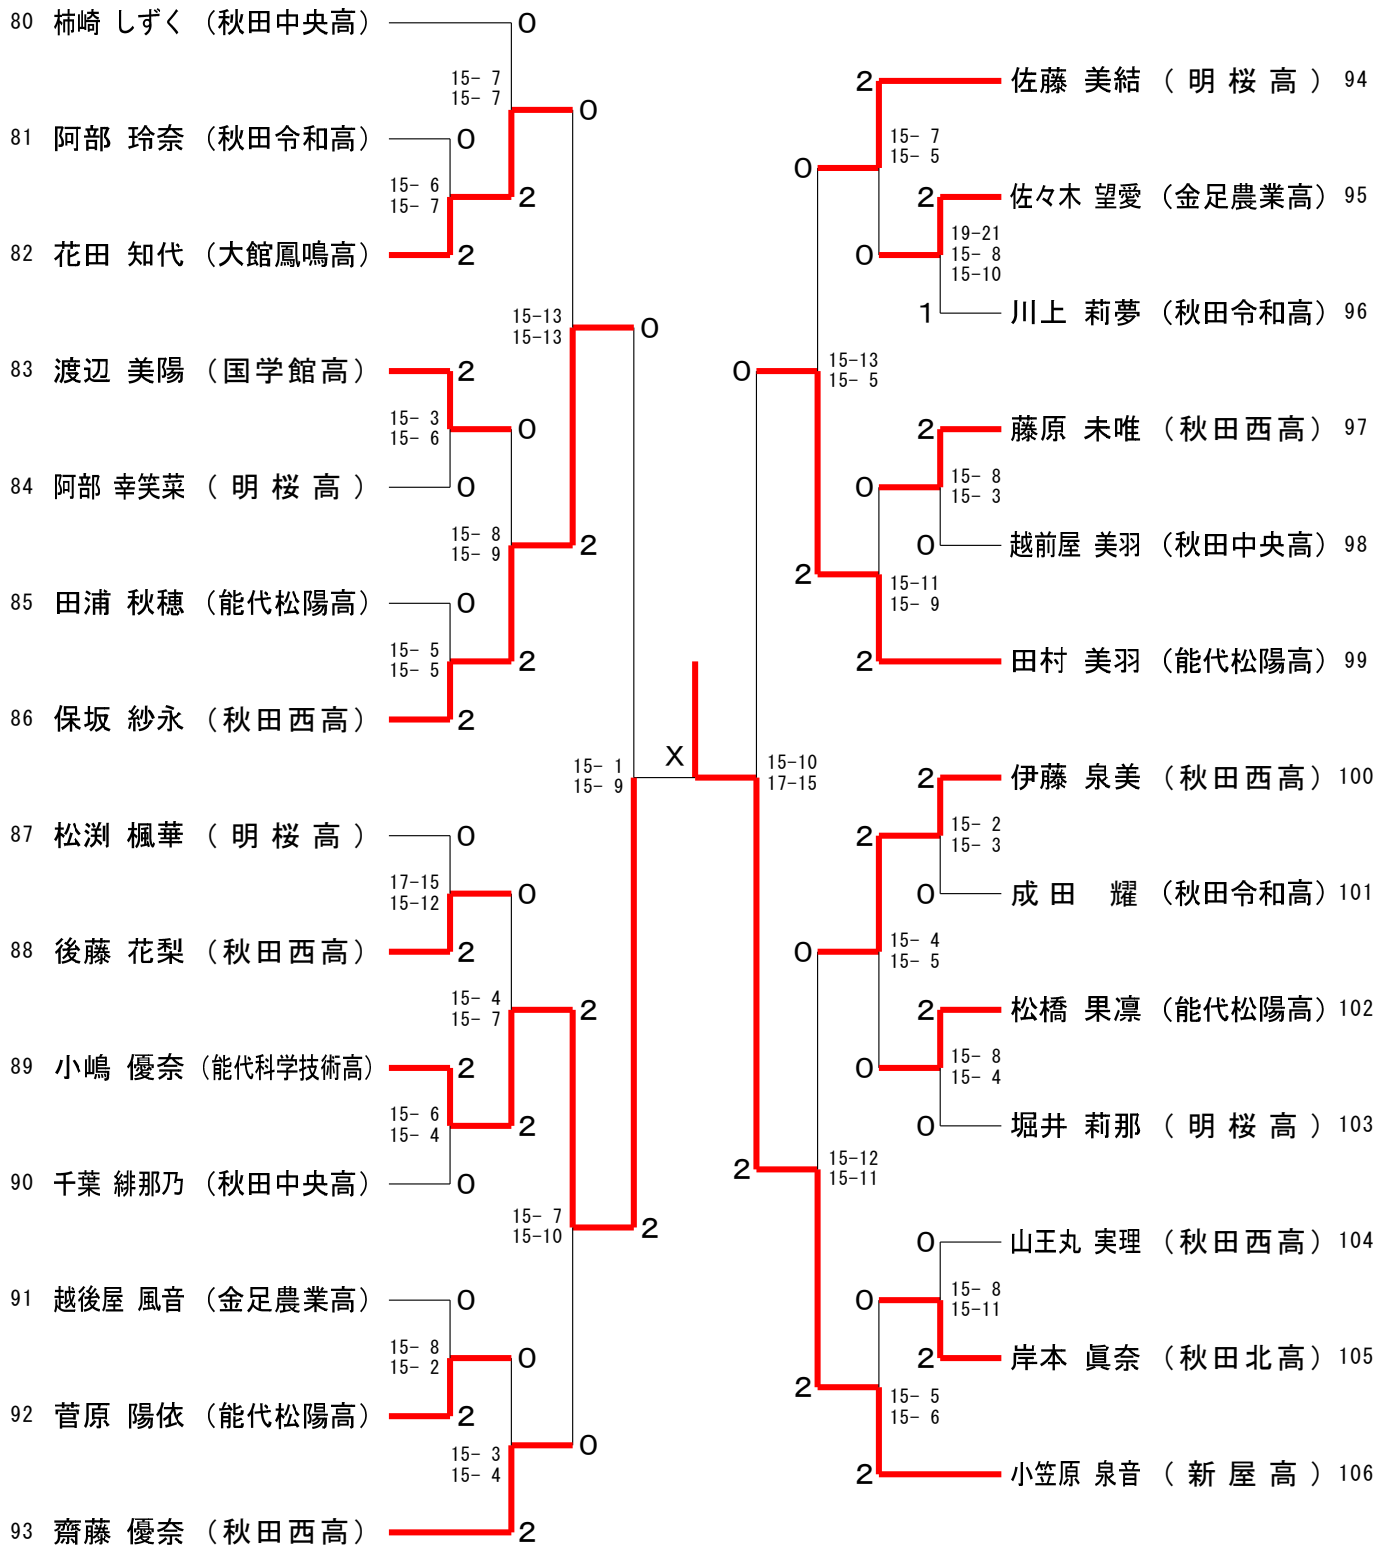 80 柿崎 しずく （秋田中央高） 0
15- 7
15- 7
0
81 阿部 玲奈 （秋田令和高） 0
15- 6
15- 7
2
82 花田 知代 （大館鳳鳴高） 2
15-13
15-13
0
83 渡辺 美陽 （国学館高） 2
15- 3
15- 6
0
84 阿部 幸笑菜 （明桜高） 0
15- 8
15- 9
2
85 田浦 秋穂 （能代松陽高） 0
15- 5
15- 5
2
86 保坂 紗永 （秋田西高） 2
15- 1
15- 9
X
87 松渕 楓華 （明桜高） 0
17-15
15-12
0
88 後藤 花梨 （秋田西高） 2
15- 4
15- 7
2
89 小嶋 優奈 （能代科学技術高） 2
15- 6
15- 4
2
90 千葉 緋那乃 （秋田中央高） 0
15- 7
15-10
2
91 越後屋 風音 （金足農業高） 0
15- 8
15- 2
0
92 菅原 陽依 （能代松陽高） 2
15- 3
15- 4
0
93 齋藤 優奈 （秋田西高） 2
2 佐藤 美結 （明桜高） 94
15- 7
15- 5
0
2 佐々木 望愛 （金足農業高） 95
19-21
15- 8
15-10
0
1 川上 莉夢 （秋田令和高） 96
15-13
15- 5
0
2 藤原 未唯 （秋田西高） 97
15- 8
15- 3
0
0 越前屋 美羽 （秋田中央高） 98
15-11
15- 9
2
2 田村 美羽 （能代松陽高） 99
15-10
17-15
2 伊藤 泉美 （秋田西高） 100
15- 2
15- 3
2
0 成田 耀 （秋田令和高） 101
15- 4
15- 5
0
2 松橋 果凛 （能代松陽高） 102
15- 8
15- 4
0
0 堀井 莉那 （明桜高） 103
15-12
15-11
2
0 山王丸 実理 （秋田西高） 104
15- 8
15-11
0
2 岸本 眞奈 （秋田北高） 105
15- 5
15- 6
2
2 小笠原 泉音 （新屋高） 106